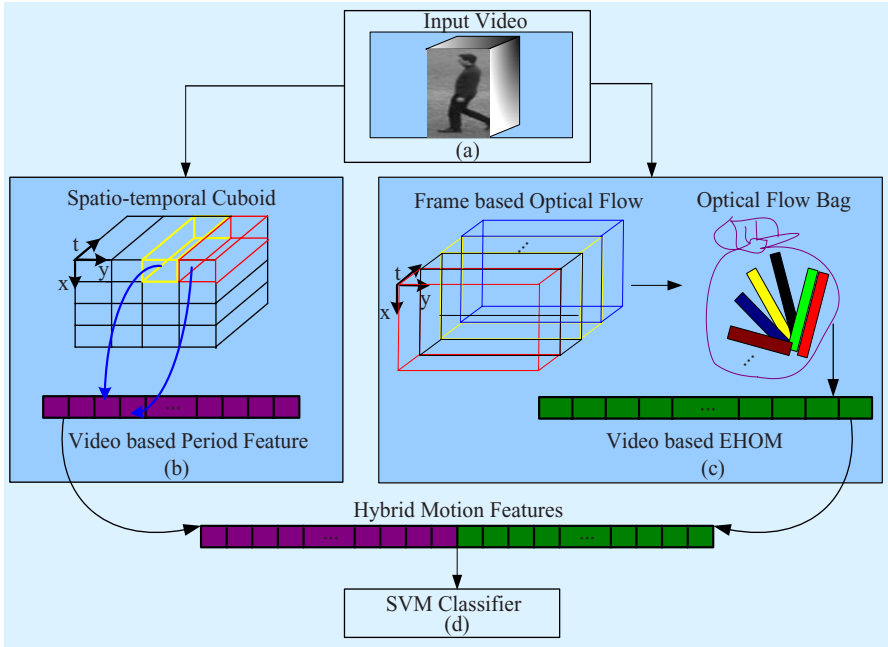 Input Video
(a)
Spatio-temporal Cuboid
t
y
x
...
Video based Period Feature
(b)
Frame based Optical Flow
Optical Flow Bag
...
t
y
x
...
...
Video based EHOM
(c)
Hybrid Motion Features
...
...
SVM Classifier
(d)